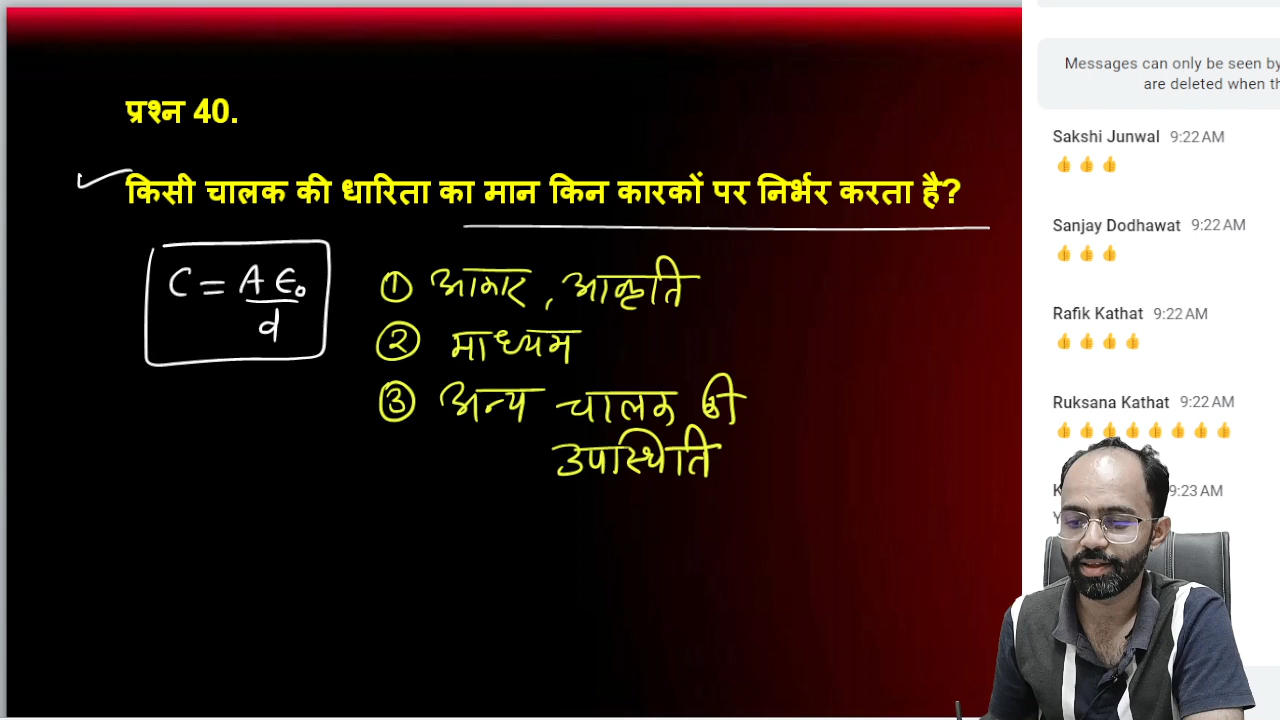 प्रश्न 40.
किसी चालक की धारिता का मान किन कारकों पर निर्भर करता है?
C = A ϵ₀ / d
① आकार, आकृति
② माध्यम
③ अन्य चालक की
उपस्थिति
Messages can only be seen by
are deleted when th
Sakshi Junwal 9:22 AM
👍👍👍
Sanjay Dodhawat 9:22 AM
👍👍👍
Rafik Kathat 9:22 AM
👍👍👍👍
Ruksana Kathat 9:22 AM
👍👍👍👍👍👍👍👍
K 9:23 AM
Y